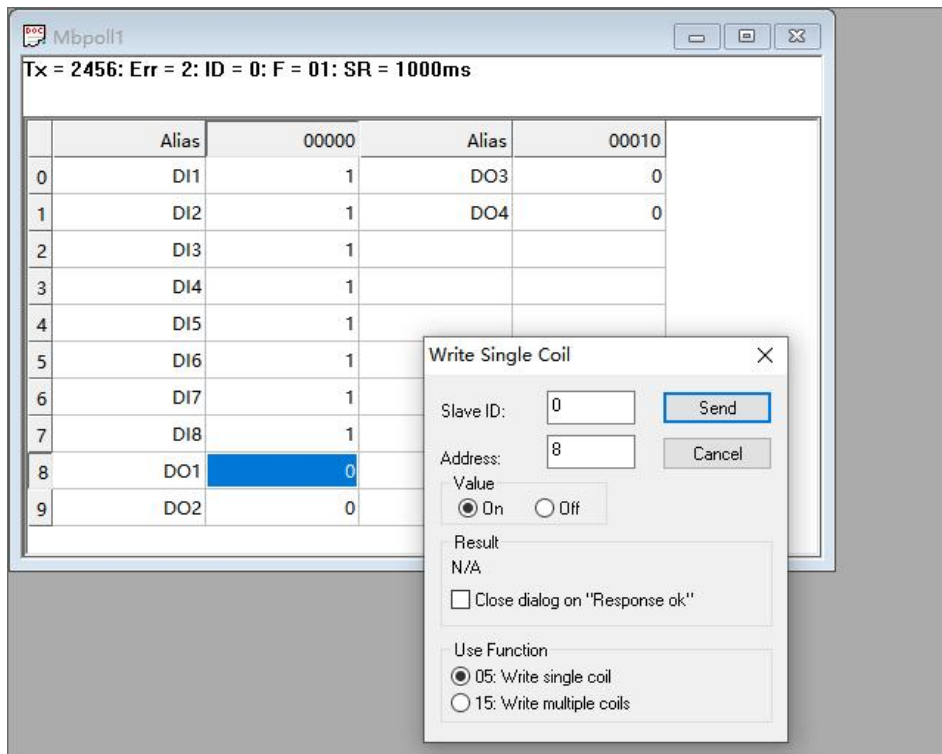 DOC Mbpoll1
Tx = 2456: Err = 2: ID = 0: F = 01: SR = 1000ms
Alias 00000 Alias 00010
0 DI1 1 DO3 0
1 DI2 1 DO4 0
2 DI3 1
3 DI4 1
4 DI5 1
5 DI6 1
6 DI7 1
7 DI8 1
8 DO1 0
9 DO2 0
Write Single Coil
Slave ID: 0 Send
Address: 8 Cancel
Value
On Off
Result
N/A
Close dialog on "Response ok"
Use Function
05: Write single coil
15: Write multiple coils